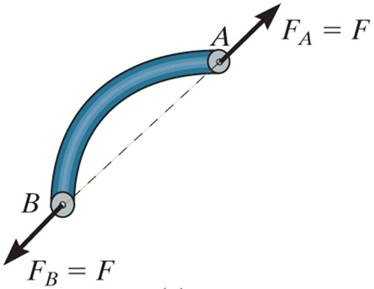 A
F_A = F
B
F_B = F